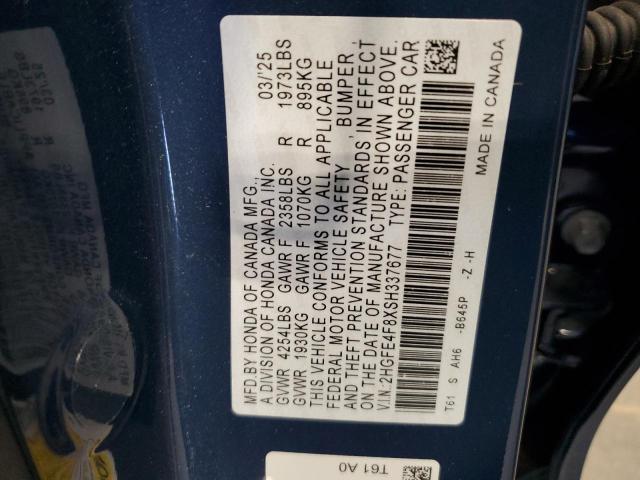 MFD BY HONDA OF CANADA MFG., 03/'25
A DIVISION OF HONDA CANADA INC.
GVWR 4254LBS GAWR F 2358LBS R 1973LBS
GVWR 1930KG GAWR F 1070KG R 895KG
THIS VEHICLE CONFORMS TO ALL APPLICABLE
FEDERAL MOTOR VEHICLE SAFETY, BUMPER,
AND THEFT PREVENTION STANDARDS, IN EFFECT
ON THE DATE OF MANUFACTURE SHOWN ABOVE.
V.I.N.:2HGFE4F8XSH337677 TYPE: PASSENGER CAR
T61 S AH6 -B645P -Z -H
MADE IN CANADA
T61 A0